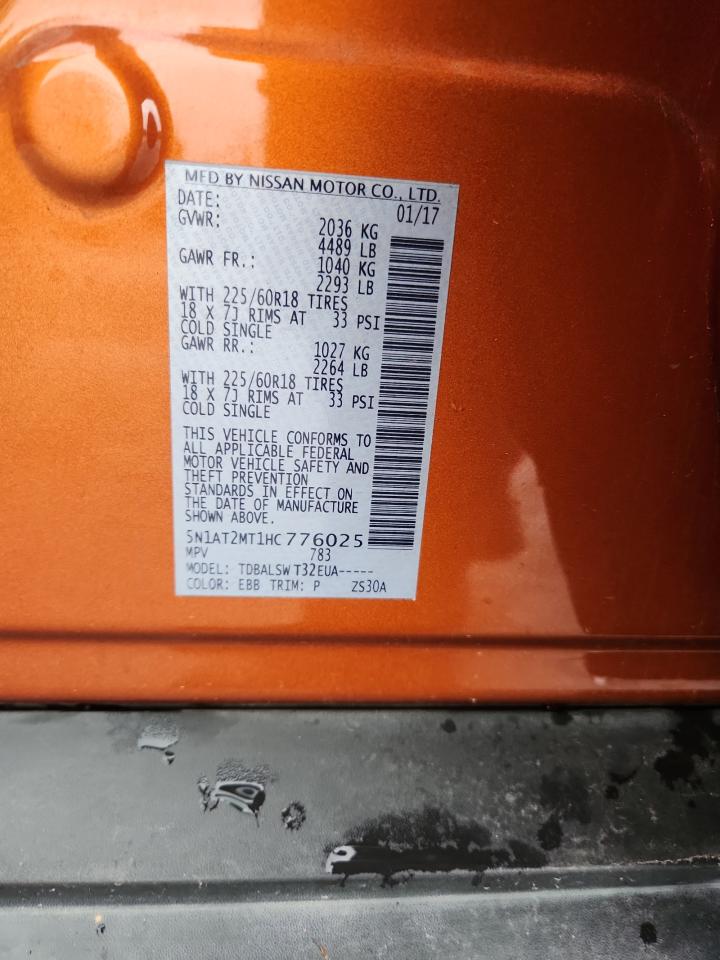 MFD BY NISSAN MOTOR CO., LTD.
DATE: 01/17
GVWR: 2036 KG
4489 LB
GAWR FR.: 1040 KG
2293 LB
WITH 225/60R18 TIRES
18 X 7J RIMS AT 33 PSI
COLD SINGLE
GAWR RR.: 1027 KG
2264 LB
WITH 225/60R18 TIRES
18 X 7J RIMS AT 33 PSI
COLD SINGLE
THIS VEHICLE CONFORMS TO
ALL APPLICABLE FEDERAL
MOTOR VEHICLE SAFETY AND
THEFT PREVENTION
STANDARDS IN EFFECT ON
THE DATE OF MANUFACTURE
SHOWN ABOVE.
5N1AT2MT1HC776025
MPV 783
MODEL: TDBALSW T32EUA-----
COLOR: EBB TRIM: P ZS30A